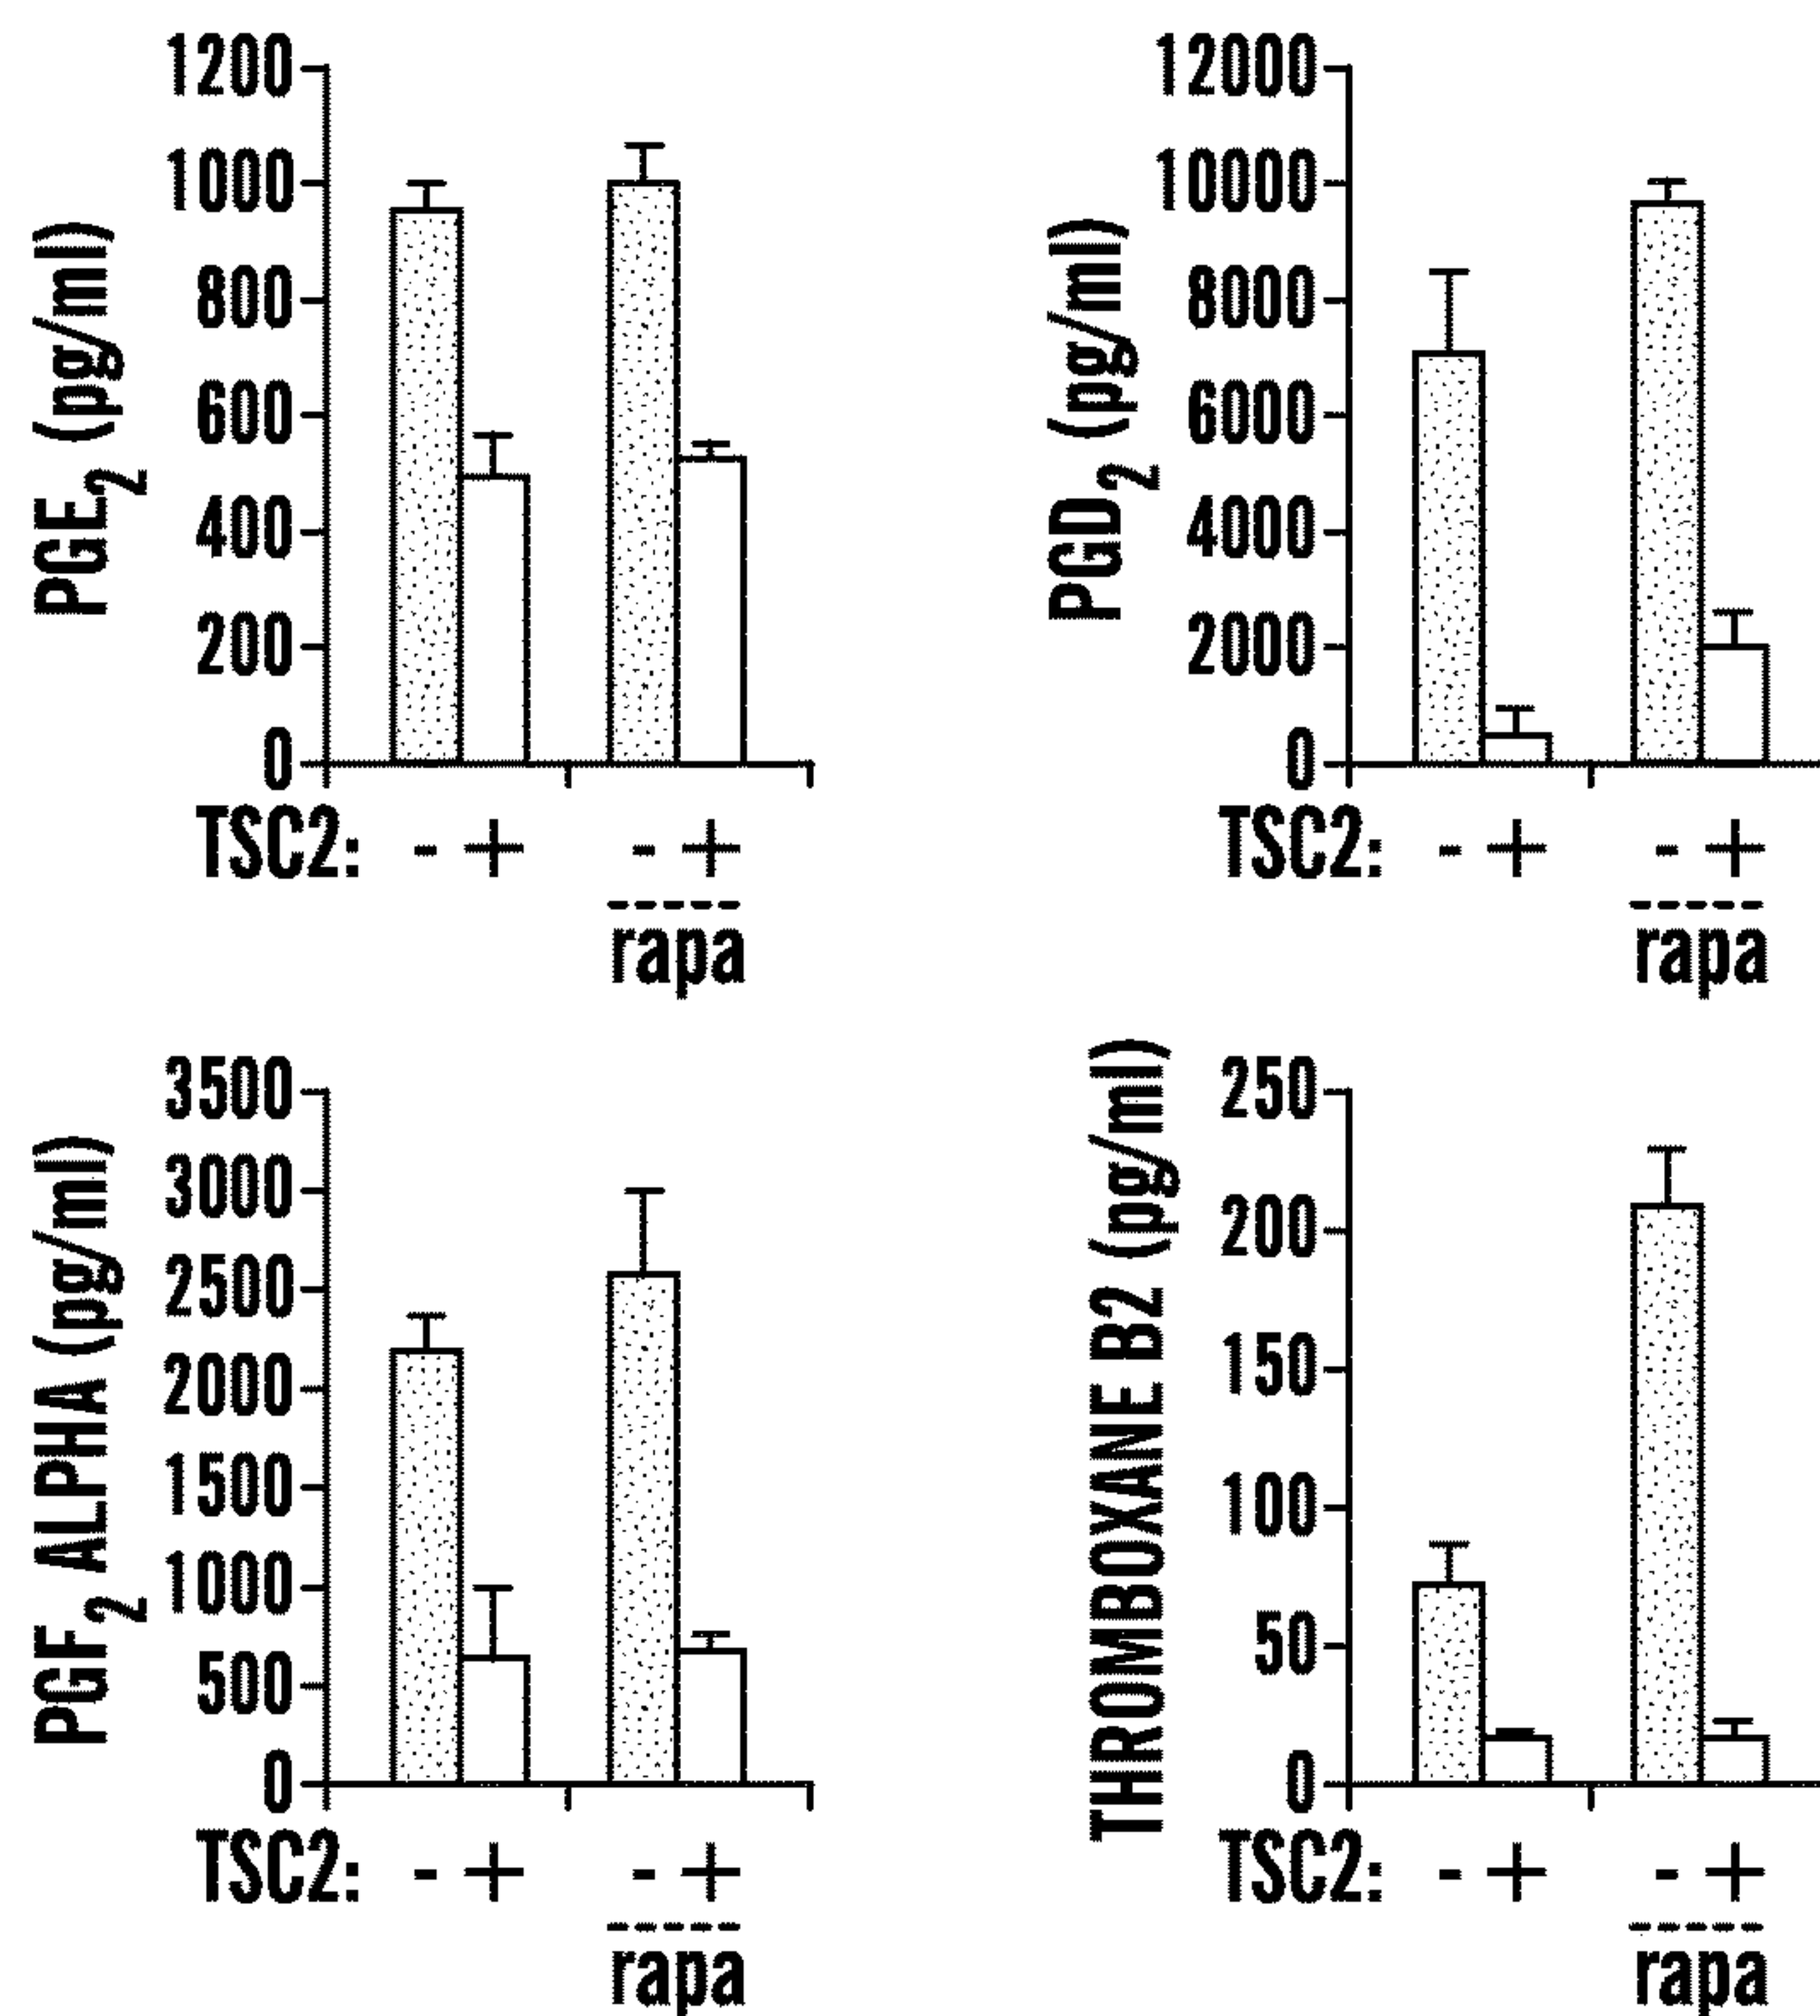 PGE2 (pg/ml)
1200
1000
800
600
400
200
0
TSC2: - + - +
rapa
PGD2 (pg/ml)
12000
10000
8000
6000
4000
2000
0
TSC2: - + - +
rapa
PGF2 ALPHA (pg/ml)
3500
3000
2500
2000
1500
1000
500
0
TSC2: - + - +
rapa
THROMBOXANE B2 (pg/ml)
250
200
150
100
50
0
TSC2: - + - +
rapa